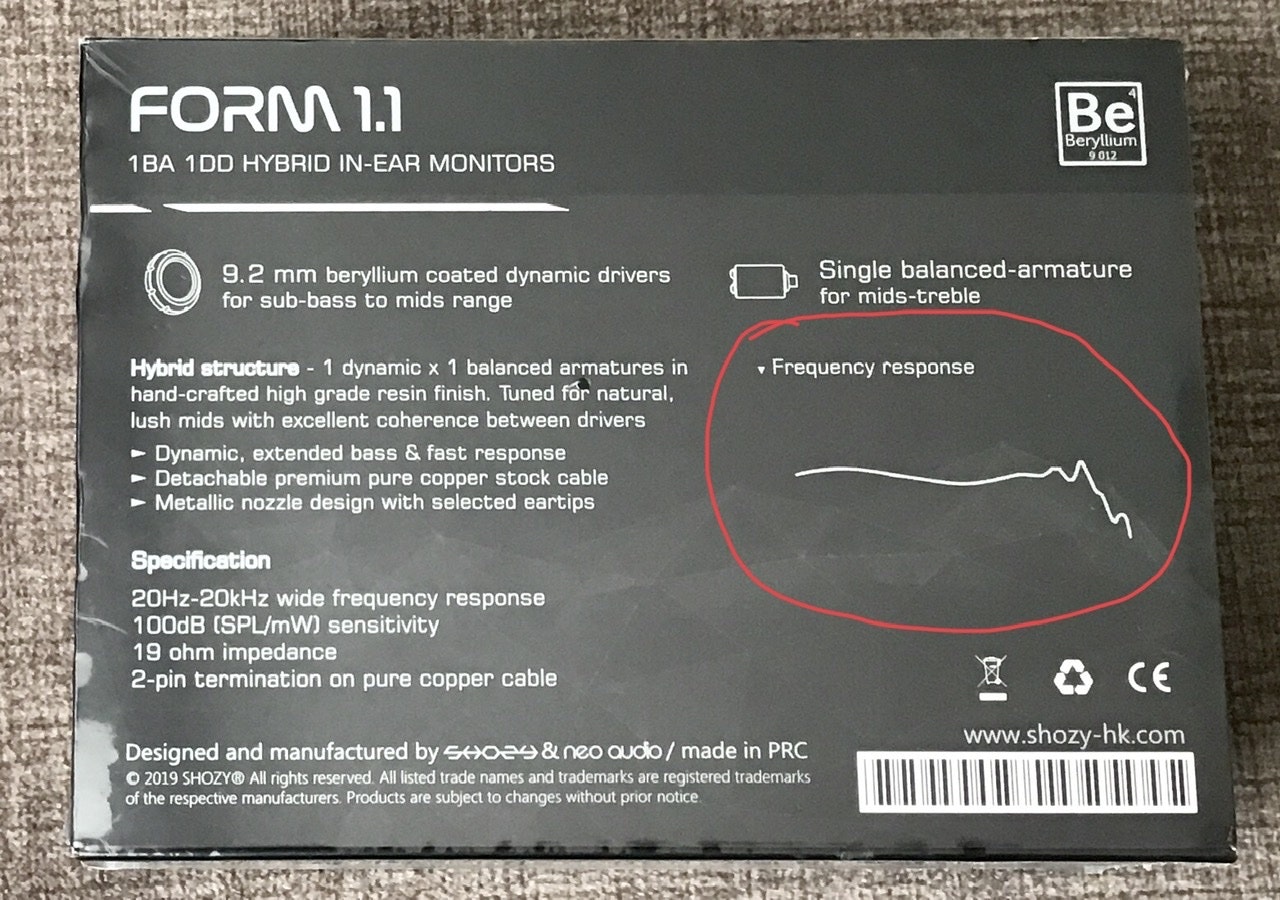 FORM 1.1
1BA 1DD HYBRID IN-EAR MONITORS
4
Be
Beryllium
9 012
9.2 mm beryllium coated dynamic drivers
for sub-bass to mids range
Single balanced-armature
for mids-treble
Hybrid structure - 1 dynamic x 1 balanced armatures in
hand-crafted high grade resin finish. Tuned for natural,
lush mids with excellent coherence between drivers
► Dynamic, extended bass & fast response
► Detachable premium pure copper stock cable
► Metallic nozzle design with selected eartips
▾ Frequency response
Specification
20Hz-20kHz wide frequency response
100dB (SPL/mW) sensitivity
19 ohm impedance
2-pin termination on pure copper cable
CE
www.shozy-hk.com
Designed and manufactured by SHOZY & neo audio / made in PRC
© 2019 SHOZY® All rights reserved. All listed trade names and trademarks are registered trademarks
of the respective manufacturers. Products are subject to changes without prior notice.